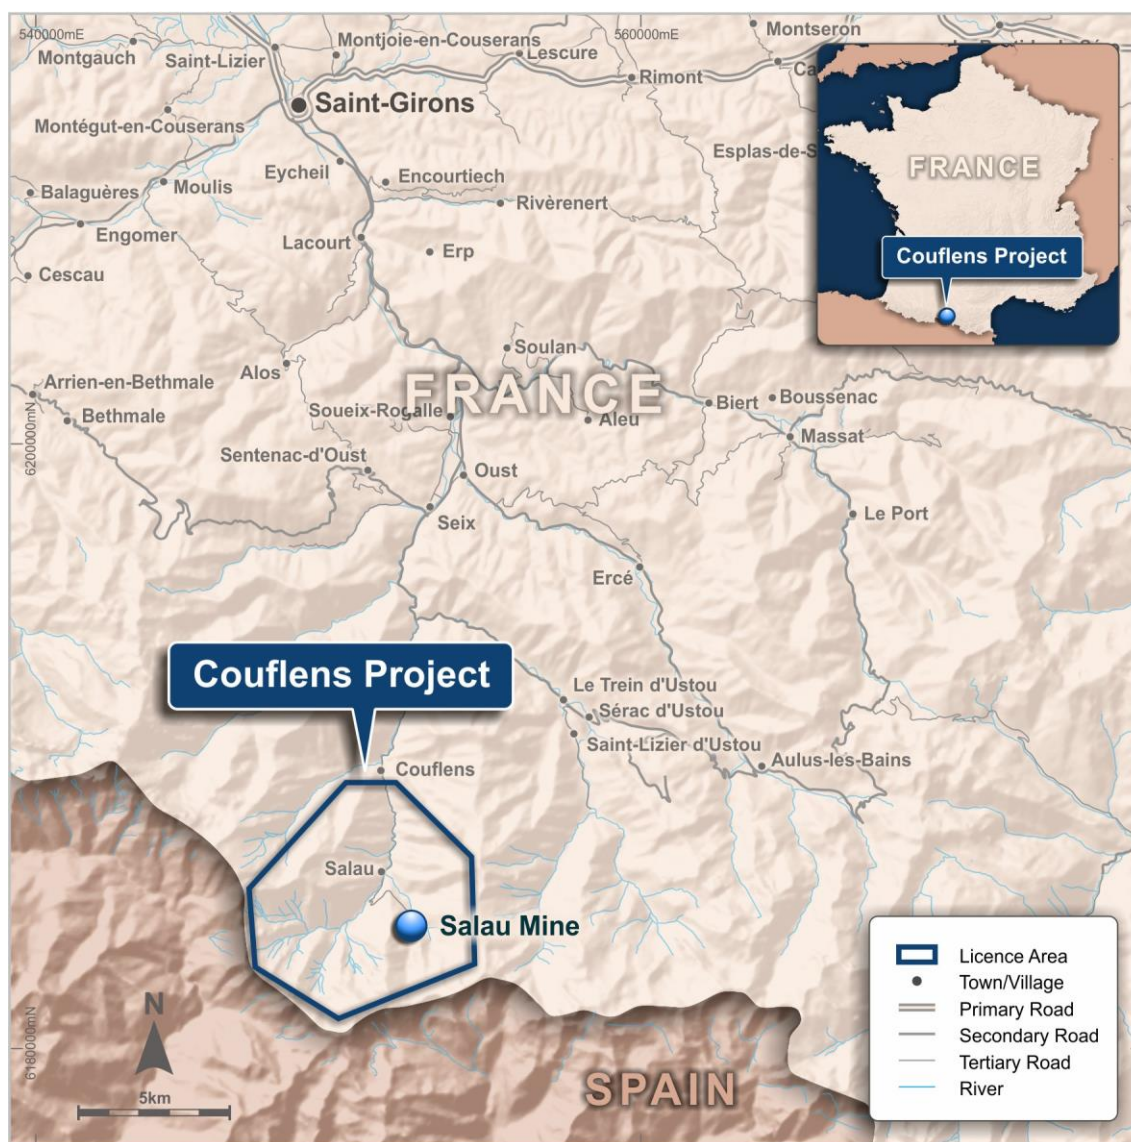 540000mE
560000mE
Montgauch
Saint-Lizier
Montjoie-en-Couserans
Lescure
Montseron
Rimont
Saint-Girons
Montégut-en-Couserans
Esplas-de-S
Eycheil
Encourtiech
Balaguères
Moulis
Rivèrenert
Engomer
Lacourt
Erp
Cescau
FRANCE
Couflens Project
Soulan
Alos
Arrien-en-Bethmale
FRANCE
Bethmale
Soueix-Rogalle
Aleu
Biert
Boussenac
Massat
6200000mN
Sentenac-d'Oust
Oust
Seix
Le Port
Ercé
Couflens Project
Le Trein d'Ustou
Sérac d'Ustou
Saint-Lizier d'Ustou
Aulus-les-Bains
Couflens
Salau
Salau Mine
N
5km
6180000mN
SPAIN
Licence Area
Town/Village
Primary Road
Secondary Road
Tertiary Road
River